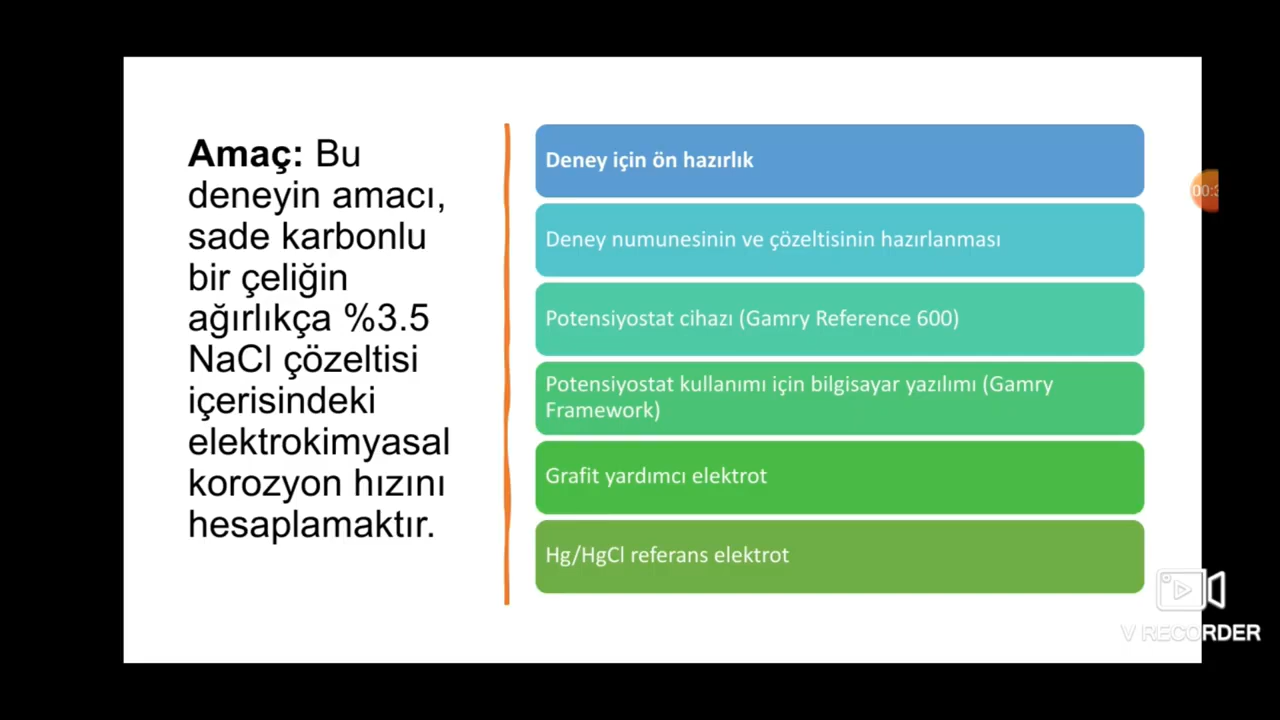 Amaç: Bu
deneyin amacı,
sade karbonlu
bir çeliğin
ağırlıkça %3.5
NaCl çözeltisi
içerisindeki
elektrokimyasal
korozyon hızını
hesaplamaktır.
Deney için ön hazırlık
Deney numunesinin ve çözeltisinin hazırlanması
Potensiyostat cihazı (Gamry Reference 600)
Potensiyostat kullanımı için bilgisayar yazılımı (Gamry
Framework)
Grafit yardımcı elektrot
Hg/HgCl referans elektrot
V RECORDER